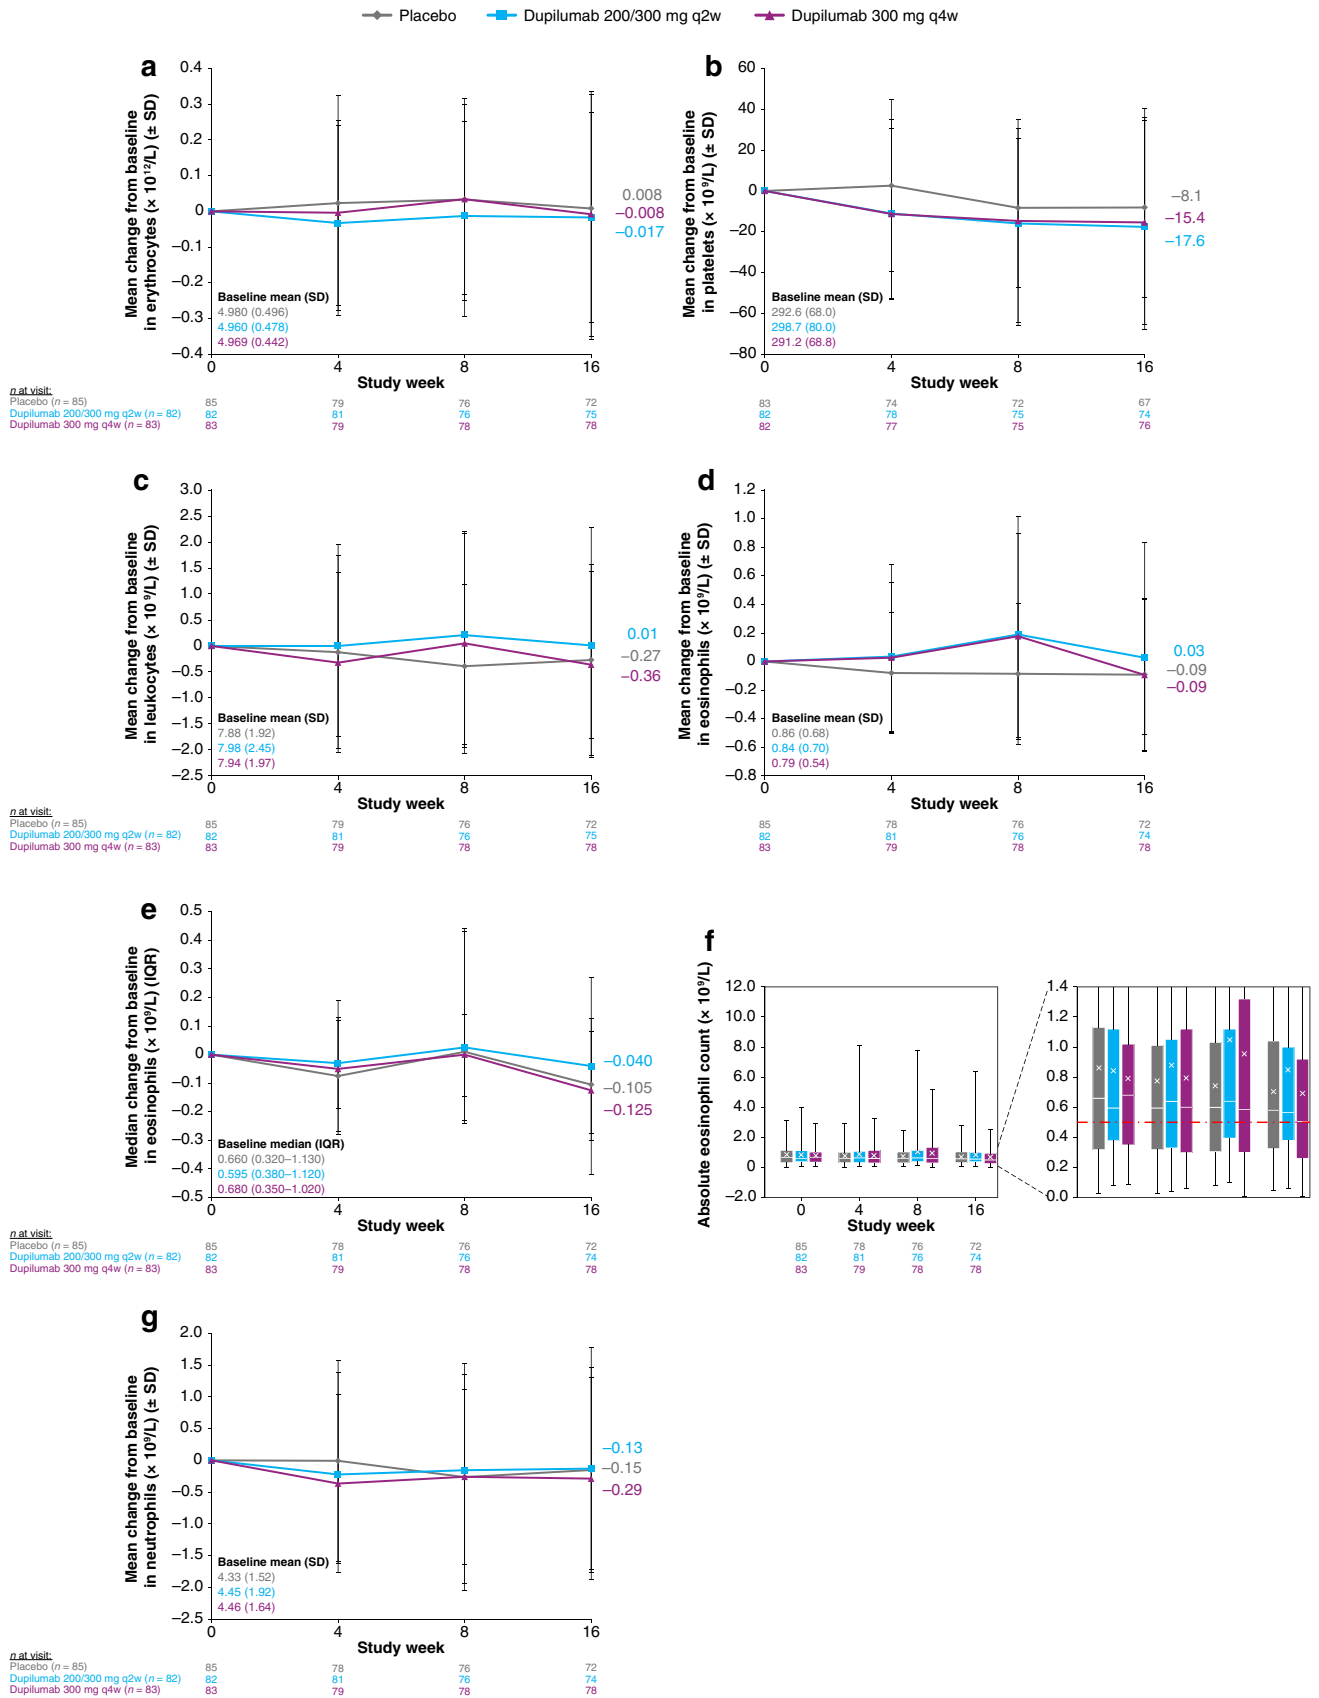 Placebo
Dupilumab 200/300 mg q2w
Dupilumab 300 mg q4w
a
Mean change from baseline
in erythrocytes (× 10¹²/L) (± SD)
0.4
0.3
0.2
0.1
0
–0.1
–0.2
–0.3
–0.4
0.008
–0.008
–0.017
Baseline mean (SD)
4.980 (0.496)
4.960 (0.478)
4.969 (0.442)
0 4 8 16
Study week
n at visit:
Placebo (n = 85) 85 79 76 72
Dupilumab 200/300 mg q2w (n = 82) 82 81 76 75
Dupilumab 300 mg q4w (n = 83) 83 79 78 78
b
Mean change from baseline
in platelets (× 10⁹/L) (± SD)
60
40
20
0
–20
–40
–60
–80
–8.1
–15.4
–17.6
Baseline mean (SD)
292.6 (68.0)
298.7 (80.0)
291.2 (68.8)
0 4 8 16
Study week
83 74 72 67
82 78 75 74
82 77 75 76
c
Mean change from baseline
in leukocytes (× 10⁹/L) (± SD)
3.0
2.5
2.0
1.5
1.0
0.5
0
–0.5
–1.0
–1.5
–2.0
–2.5
0.01
–0.27
–0.36
Baseline mean (SD)
7.88 (1.92)
7.98 (2.45)
7.94 (1.97)
0 4 8 16
Study week
n at visit:
Placebo (n = 85) 85 79 76 72
Dupilumab 200/300 mg q2w (n = 82) 82 81 76 75
Dupilumab 300 mg q4w (n = 83) 83 79 78 78
d
Mean change from baseline
in eosinophils (× 10⁹/L) (± SD)
1.2
1.0
0.8
0.6
0.4
0.2
0
–0.2
–0.4
–0.6
–0.8
0.03
–0.09
–0.09
Baseline mean (SD)
0.86 (0.68)
0.84 (0.70)
0.79 (0.54)
0 4 8 16
Study week
85 78 76 72
82 81 76 74
83 79 78 78
e
Median change from baseline
in eosinophils (× 10⁹/L) (IQR)
0.5
0.4
0.3
0.2
0.1
0
–0.1
–0.2
–0.3
–0.4
–0.5
–0.040
–0.105
–0.125
Baseline median (IQR)
0.660 (0.320–1.130)
0.595 (0.380–1.120)
0.680 (0.350–1.020)
0 4 8 16
Study week
n at visit:
Placebo (n = 85) 85 78 76 72
Dupilumab 200/300 mg q2w (n = 82) 82 81 76 74
Dupilumab 300 mg q4w (n = 83) 83 79 78 78
f
Absolute eosinophil count (× 10⁹/L)
12.0
10.0
8.0
6.0
4.0
2.0
0
–2.0
0 4 8 16
Study week
85 78 76 72
82 81 76 74
83 79 78 78
1.4
1.2
1.0
0.8
0.6
0.4
0.2
0.0
g
Mean change from baseline
in neutrophils (× 10⁹/L) (± SD)
2.0
1.5
1.0
0.5
0
–0.5
–1.0
–1.5
–2.0
–2.5
–0.13
–0.15
–0.29
Baseline mean (SD)
4.33 (1.52)
4.45 (1.92)
4.46 (1.64)
0 4 8 16
Study week
n at visit:
Placebo (n = 85) 85 78 76 72
Dupilumab 200/300 mg q2w (n = 82) 82 81 76 74
Dupilumab 300 mg q4w (n = 83) 83 79 78 78